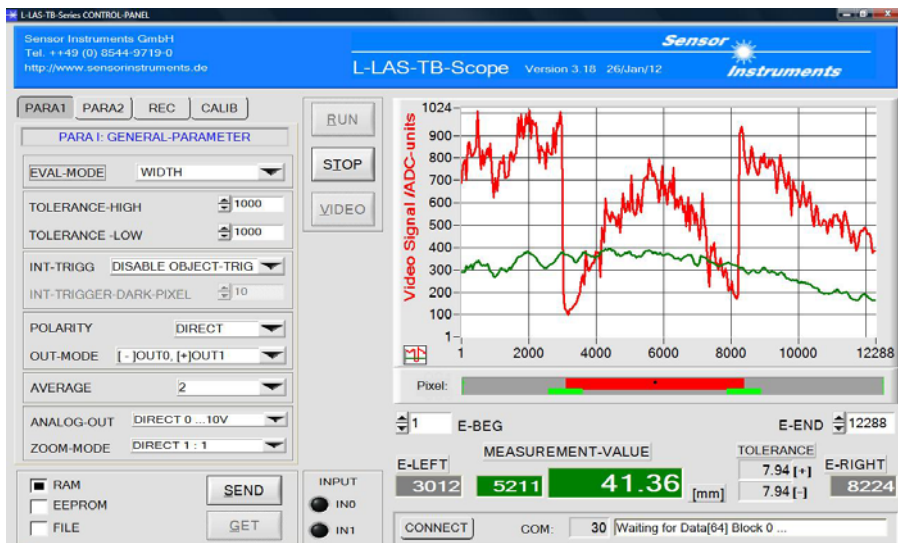 L-LAS-TB-Series CONTROL-PANEL
Sensor Instruments GmbH
Tel. ++49 (0) 8544-9719-0
http://www.sensorinstruments.de
L-LAS-TB-Scope Version 3.18 26/Jan/12
Sensor
Instruments
PARA1 PARA2 REC CALIB
PARA I: GENERAL-PARAMETER
EVAL-MODE WIDTH
TOLERANCE-HIGH 1000
TOLERANCE -LOW 1000
INT-TRIGG DISABLE OBJECT-TRIG
INT-TRIGGER-DARK-PIXEL 10
POLARITY DIRECT
OUT-MODE [ - ]OUT0, [+]OUT1
AVERAGE 2
ANALOG-OUT DIRECT 0 ...10V
ZOOM-MODE DIRECT 1 : 1
RAM
EEPROM
FILE
SEND
GET
RUN
STOP
VIDEO
INPUT
IN0
IN1
Video Signal /ADC-units
1024
900
800
700
600
500
400
300
200
100
1
1 2000 4000 6000 8000 10000 12288
Pixel:
1 E-BEG E-END 12288
MEASUREMENT-VALUE TOLERANCE
E-LEFT E-RIGHT
3012 5211 41.36 [mm] 7.94 [+] 8224
7.94 [-]
CONNECT COM: 30 Waiting for Data[64] Block 0 ...